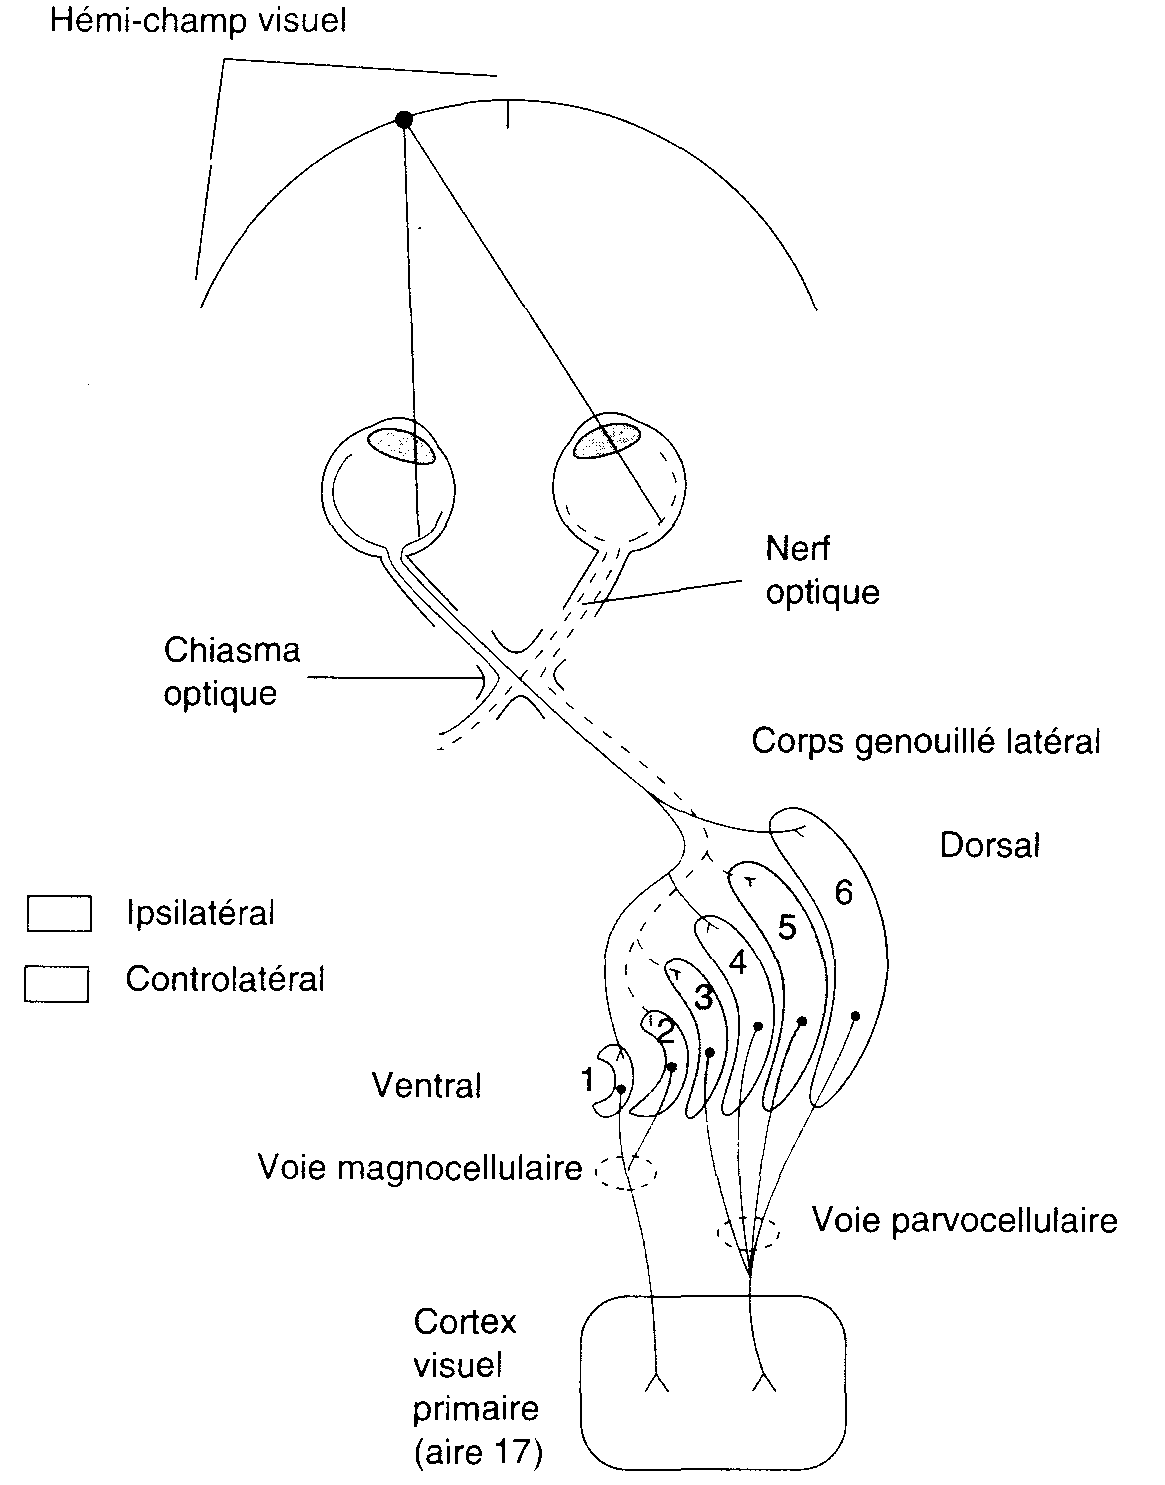 Hémi-champ visuel
Nerf
optique
Chiasma
optique
Corps genouillé latéral
Dorsal
6
5
4
3
2
1
Ipsilatéral
Controlatéral
Ventral
Voie magnocellulaire
Voie parvocellulaire
Cortex
visuel
primaire
(aire 17)